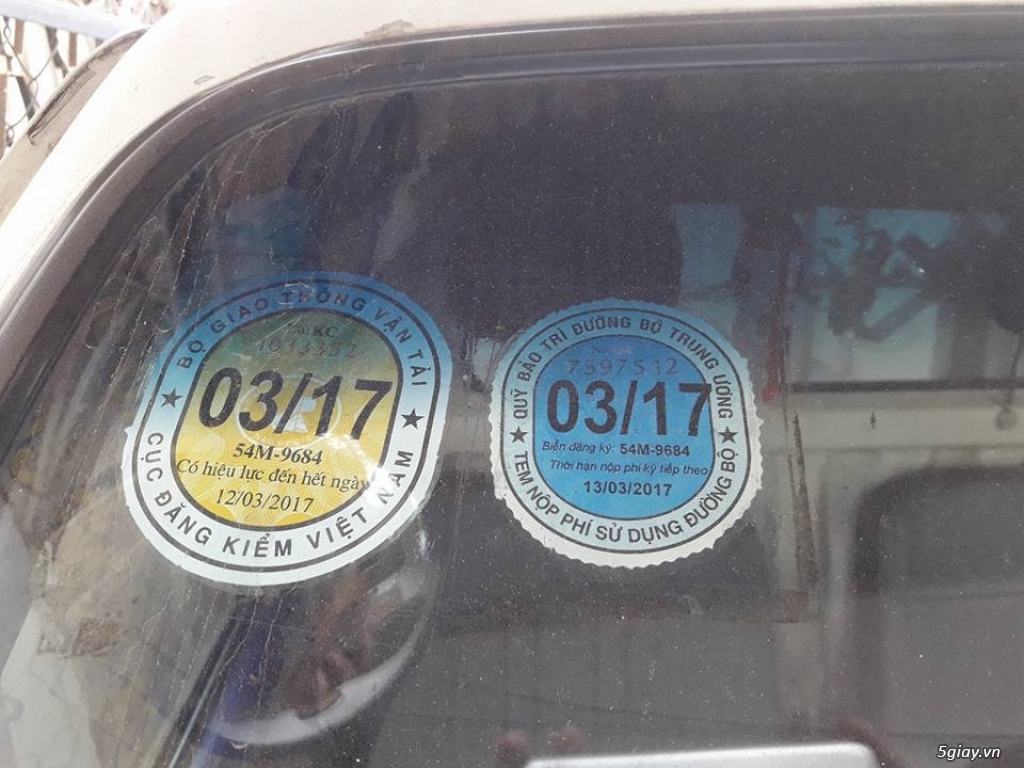 BỘ GIAO THÔNG VẬN TẢI
KC
03/17
54M-9684
Có hiệu lực đến hết ngày
12/03/2017
CỤC ĐĂNG KIỂM VIỆT NAM
QUỸ BẢO TRÌ ĐƯỜNG BỘ TRUNG ƯƠNG
7597512
03/17
Biển đăng ký: 54M-9684
Thời hạn nộp phí kỳ tiếp theo
13/03/2017
TEM NỘP PHÍ SỬ DỤNG ĐƯỜNG BỘ
5giay.vn